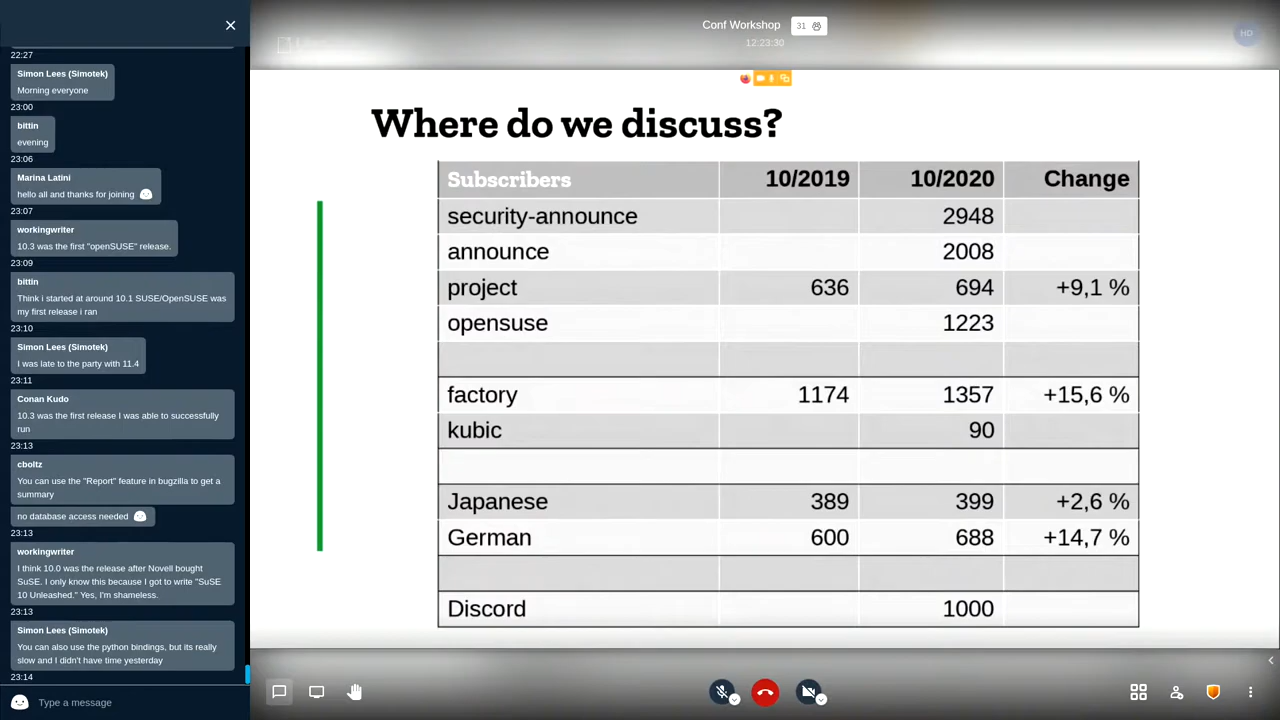 22:27
Simon Lees (Simotek)
Morning everyone
23:00
bittin
evening
23:06
Marina Latini
hello all and thanks for joining
23:07
workingwriter
10.3 was the first "openSUSE" release.
23:09
bittin
Think i started at around 10.1 SUSE/OpenSUSE was
my first release i ran
23:10
Simon Lees (Simotek)
I was late to the party with 11.4
23:11
Conan Kudo
10.3 was the first release I was able to successfully
run
23:13
cboltz
You can use the "Report" feature in bugzilla to get a
summary
no database access needed
23:13
workingwriter
I think 10.0 was the release after Novell bought
SuSE. I only know this because I got to write "SuSE
10 Unleashed." Yes, I'm shameless.
23:13
Simon Lees (Simotek)
You can also use the python bindings, but its really
slow and I didn't have time yesterday
23:14
Type a message
Conf Workshop 31
12:23:30
HD
Where do we discuss?
Subscribers 10/2019 10/2020 Change
security-announce 2948
announce 2008
project 636 694 +9,1 %
opensuse 1223
factory 1174 1357 +15,6 %
kubic 90
Japanese 389 399 +2,6 %
German 600 688 +14,7 %
Discord 1000